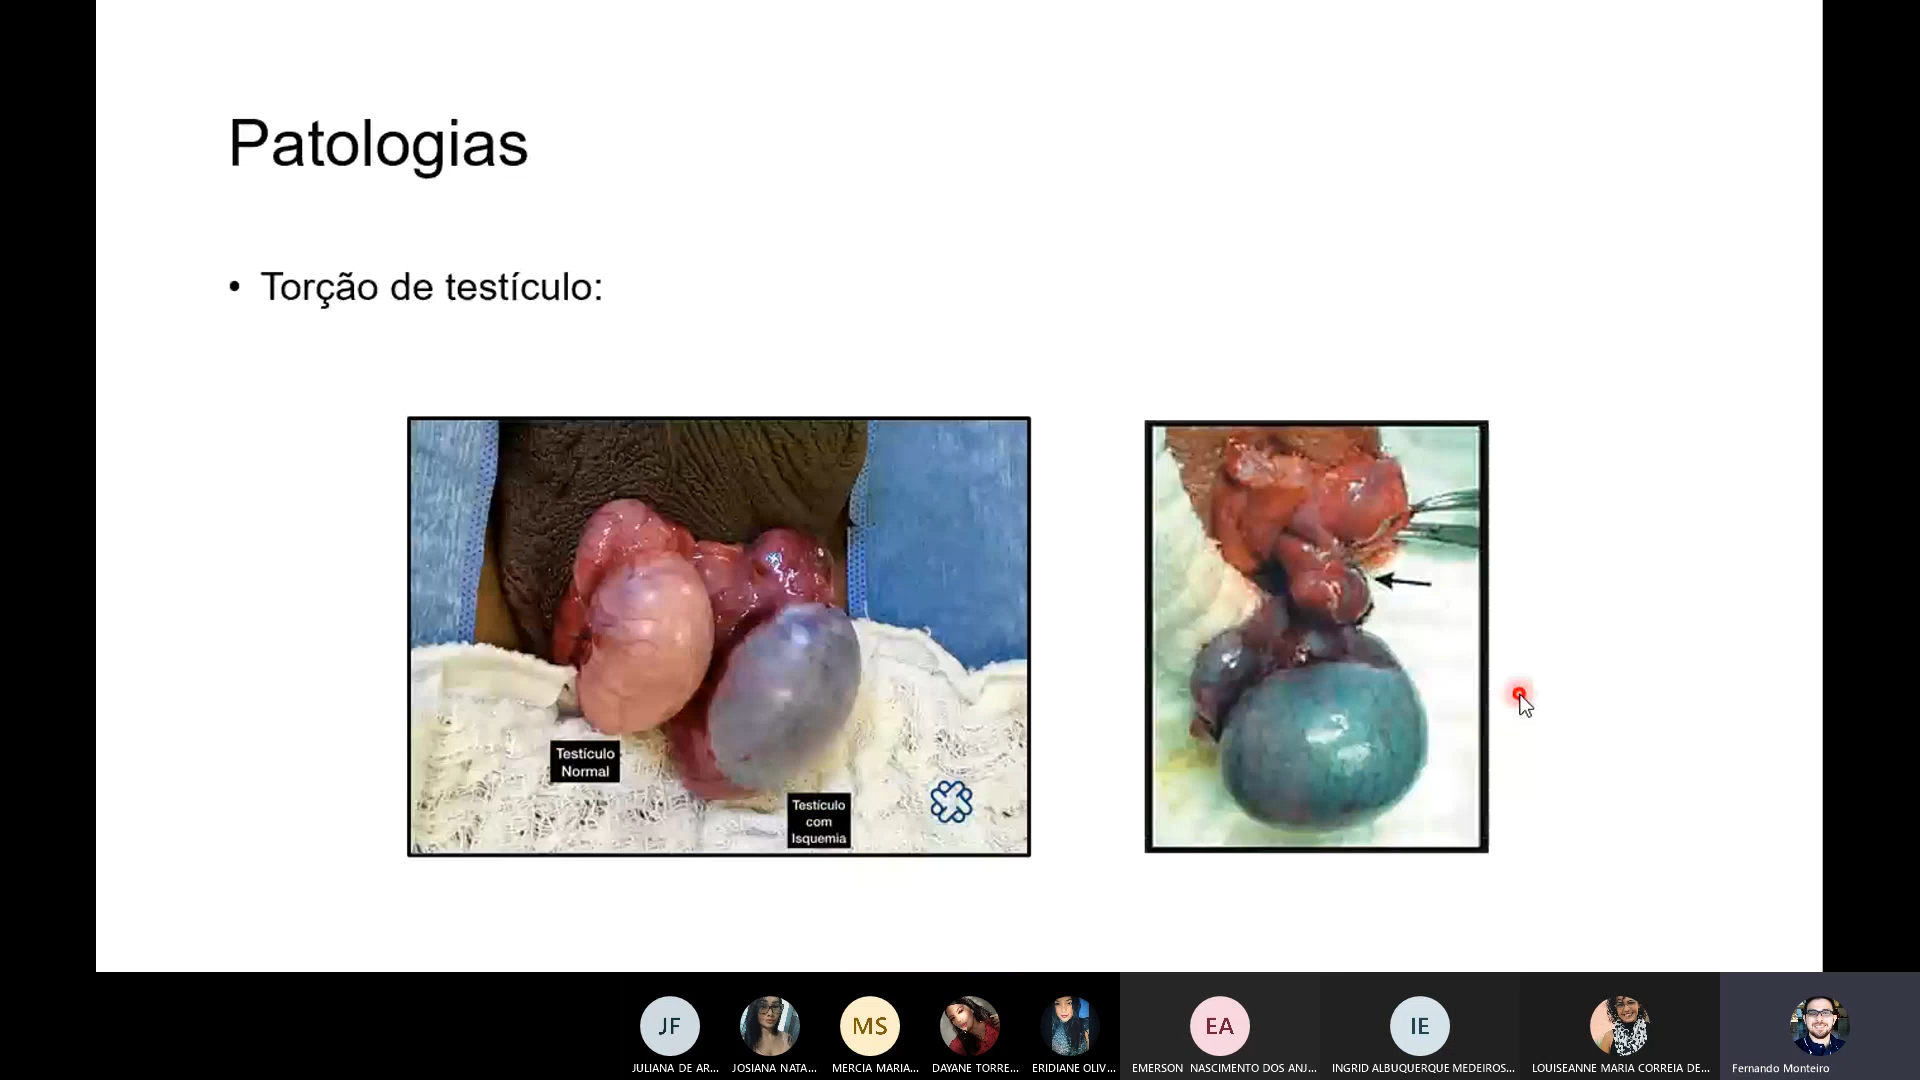 Patologias
• Torção de testículo:
Testículo
Normal
Testículo
com
Isquemia
JF
MS
EA
IE
JULIANA DE AR...
JOSIANA NATA...
MERCIA MARIA...
DAYANE TORRE...
ERIDIANE OLIV...
EMERSON NASCIMENTO DOS ANJ...
INGRID ALBUQUERQUE MEDEIROS...
LOUISEANNE MARIA CORREIA DE...
Fernando Monteiro